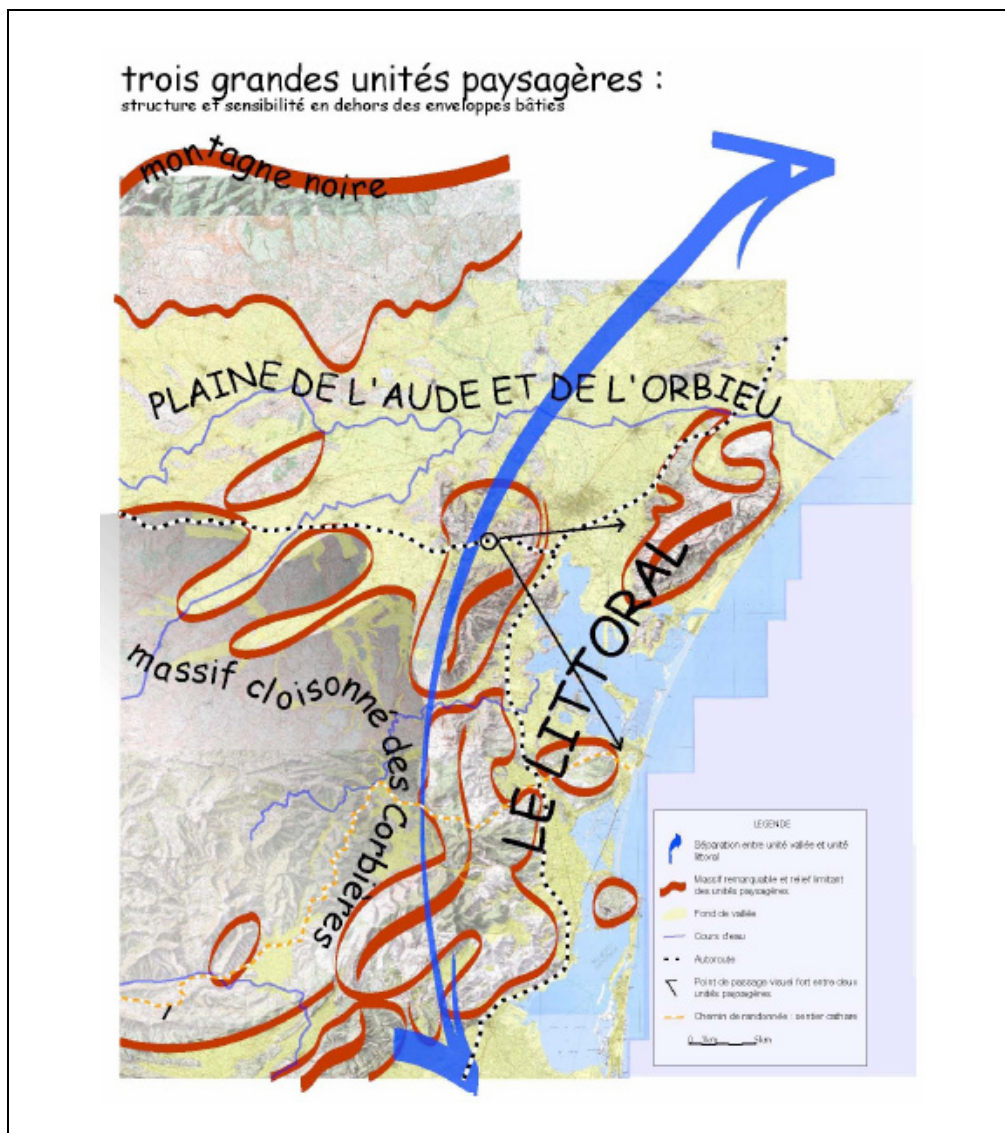 trois grandes unités paysagères :
structure et sensibilité en dehors des enveloppes bâties
montagne noire
PLAINE DE L'AUDE ET DE L'ORBIEU
massif cloisonné des Corbières
LE LITTORAL
LEGENDE
Séparation entre unité vallée et unité
littoral
Massif remarquable et relief limitant
des unités paysagères
Fond de vallée
Cours d'eau
Autoroute
Point de passage visuel fort entre deux
unités paysagères
Chemin de randonnée : sentier cathare
0 1km 5km